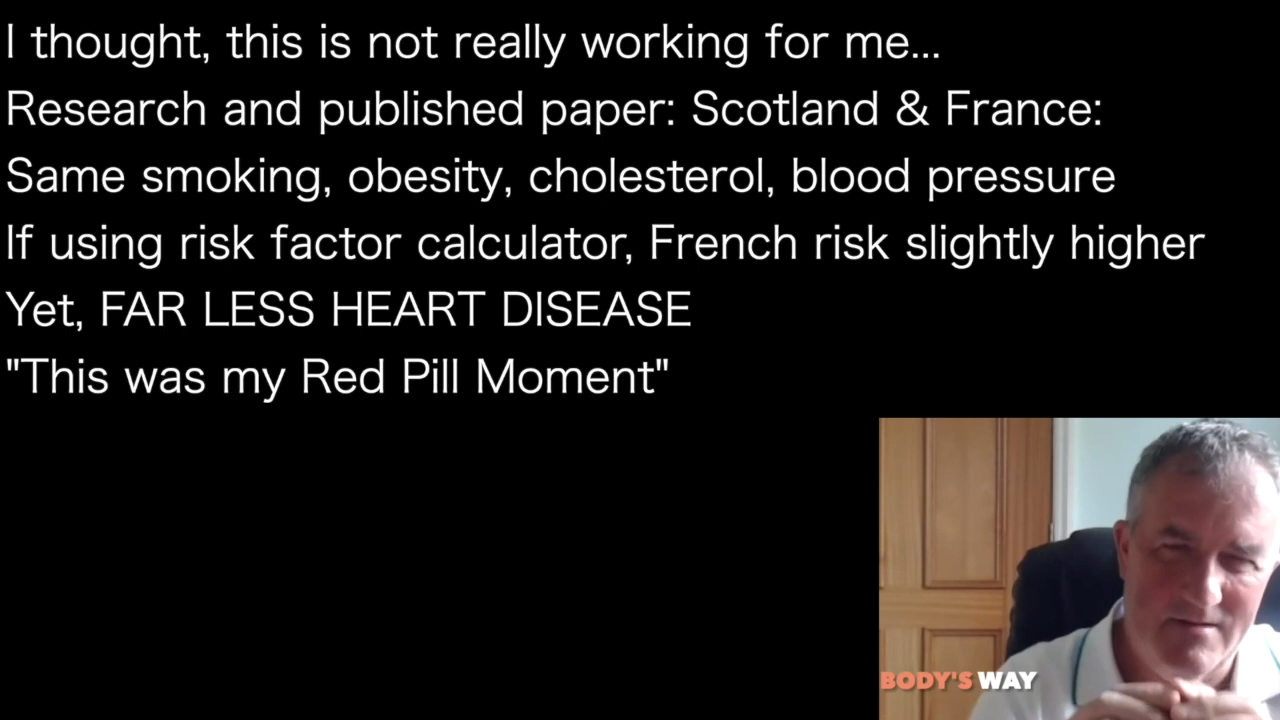 I thought, this is not really working for me...
Research and published paper: Scotland & France:
Same smoking, obesity, cholesterol, blood pressure
If using risk factor calculator, French risk slightly higher
Yet, FAR LESS HEART DISEASE
"This was my Red Pill Moment"
BODY'S WAY